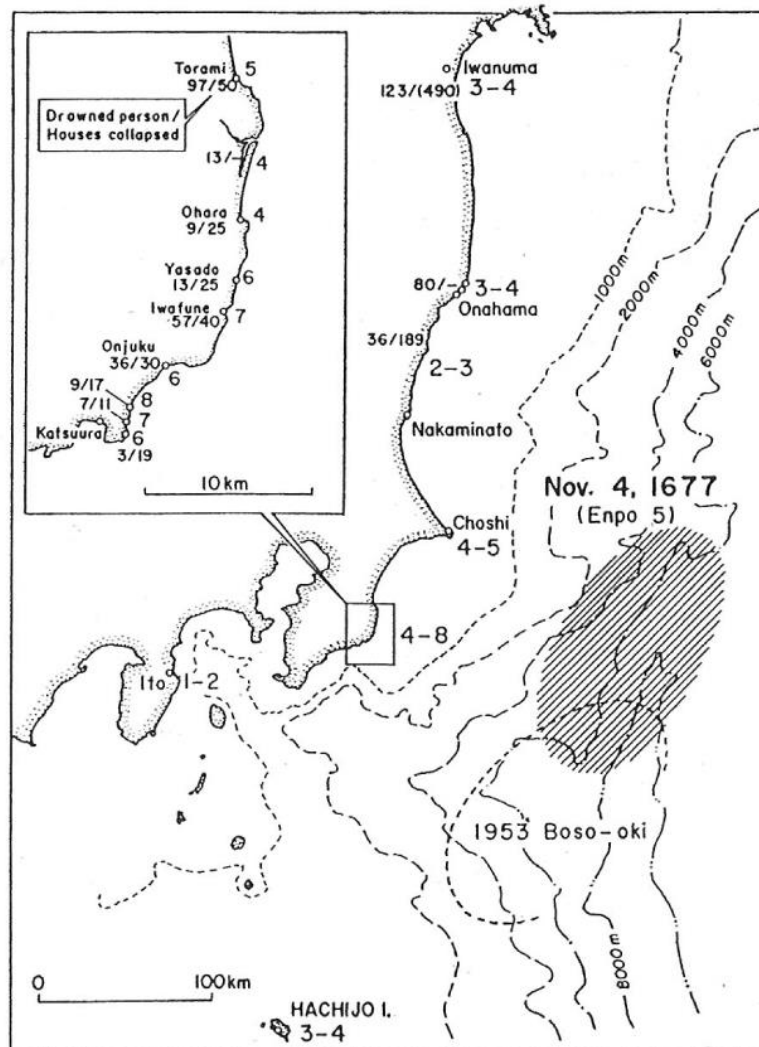 Torami
5
97/50
Drowned person/
Houses collapsed
13/-
4
Ohara
4
9/25
Yasado
13/25
6
Iwafune
57/40
7
Onjuku
36/30
6
9/17
8
7/11
7
Katsuura
6
3/19
10 km
Iwanuma
123/(490)
3-4
80/-
3-4
Onahama
36/189
2-3
Nakaminato
Choshi
4-5
4-8
Ito
1-2
1000m
2000m
4000m
6000m
Nov. 4, 1677
(Enpo 5)
1953 Boso-oki
8000m
0
100km
HACHIJO I.
3-4